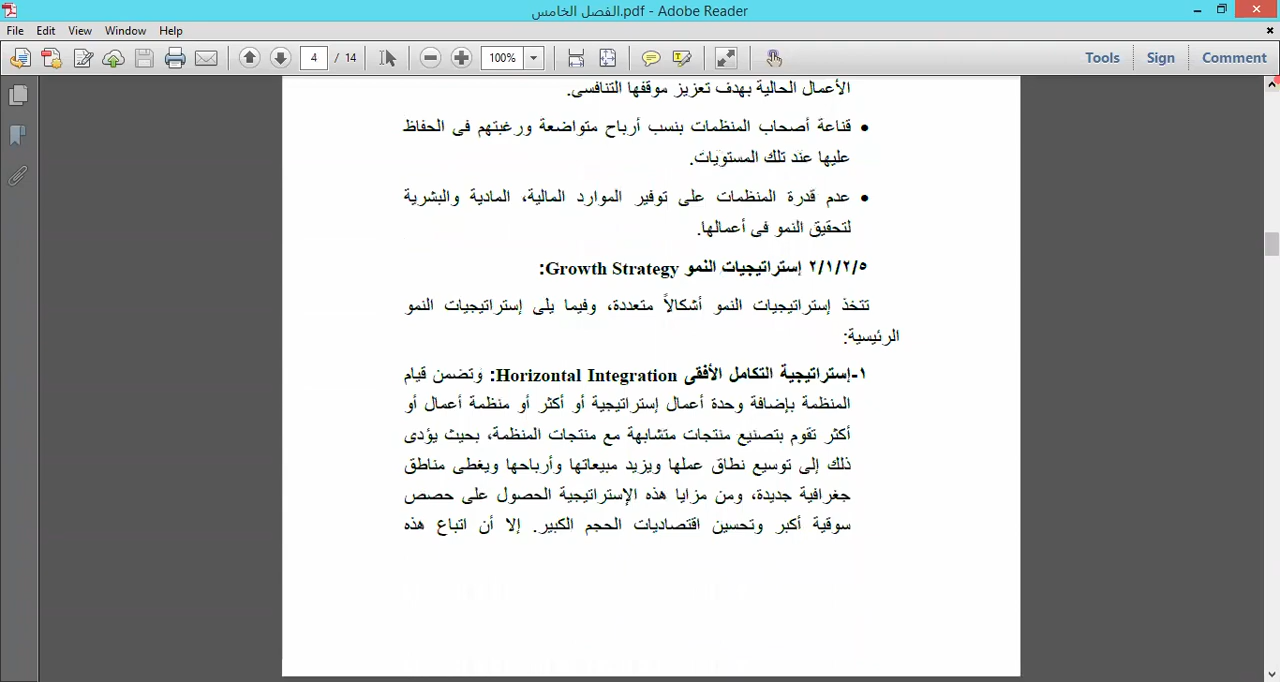 الفصل الخامس.pdf - Adobe Reader
File Edit View Window Help
4 / 14 100% Tools Sign Comment
الأعمال الحالية بهدف تعزيز موقفها التنافسى.
• قناعة أصحاب المنظمات بنسب أرباح متواضعة ورغبتهم فى الحفاظ
عليها عند تلك المستويات.
• عدم قدرة المنظمات على توفير الموارد المالية، المادية والبشرية
لتحقيق النمو فى أعمالها.
٢/١/٢/٥ إستراتيجيات النمو Growth Strategy:
تتخذ إستراتيجيات النمو أشكالاً متعددة، وفيما يلى إستراتيجيات النمو
الرئيسية:
١-إستراتيجية التكامل الأفقى Horizontal Integration: وتضمن قيام
المنظمة بإضافة وحدة أعمال إستراتيجية أو أكثر أو منظمة أعمال أو
أكثر تقوم بتصنيع منتجات متشابهة مع منتجات المنظمة، بحيث يؤدى
ذلك إلى توسيع نطاق عملها ويزيد مبيعاتها وأرباحها ويغطى مناطق
جغرافية جديدة، ومن مزايا هذه الإستراتيجية الحصول على حصص
سوقية أكبر وتحسين اقتصاديات الحجم الكبير. إلا أن اتباع هذه